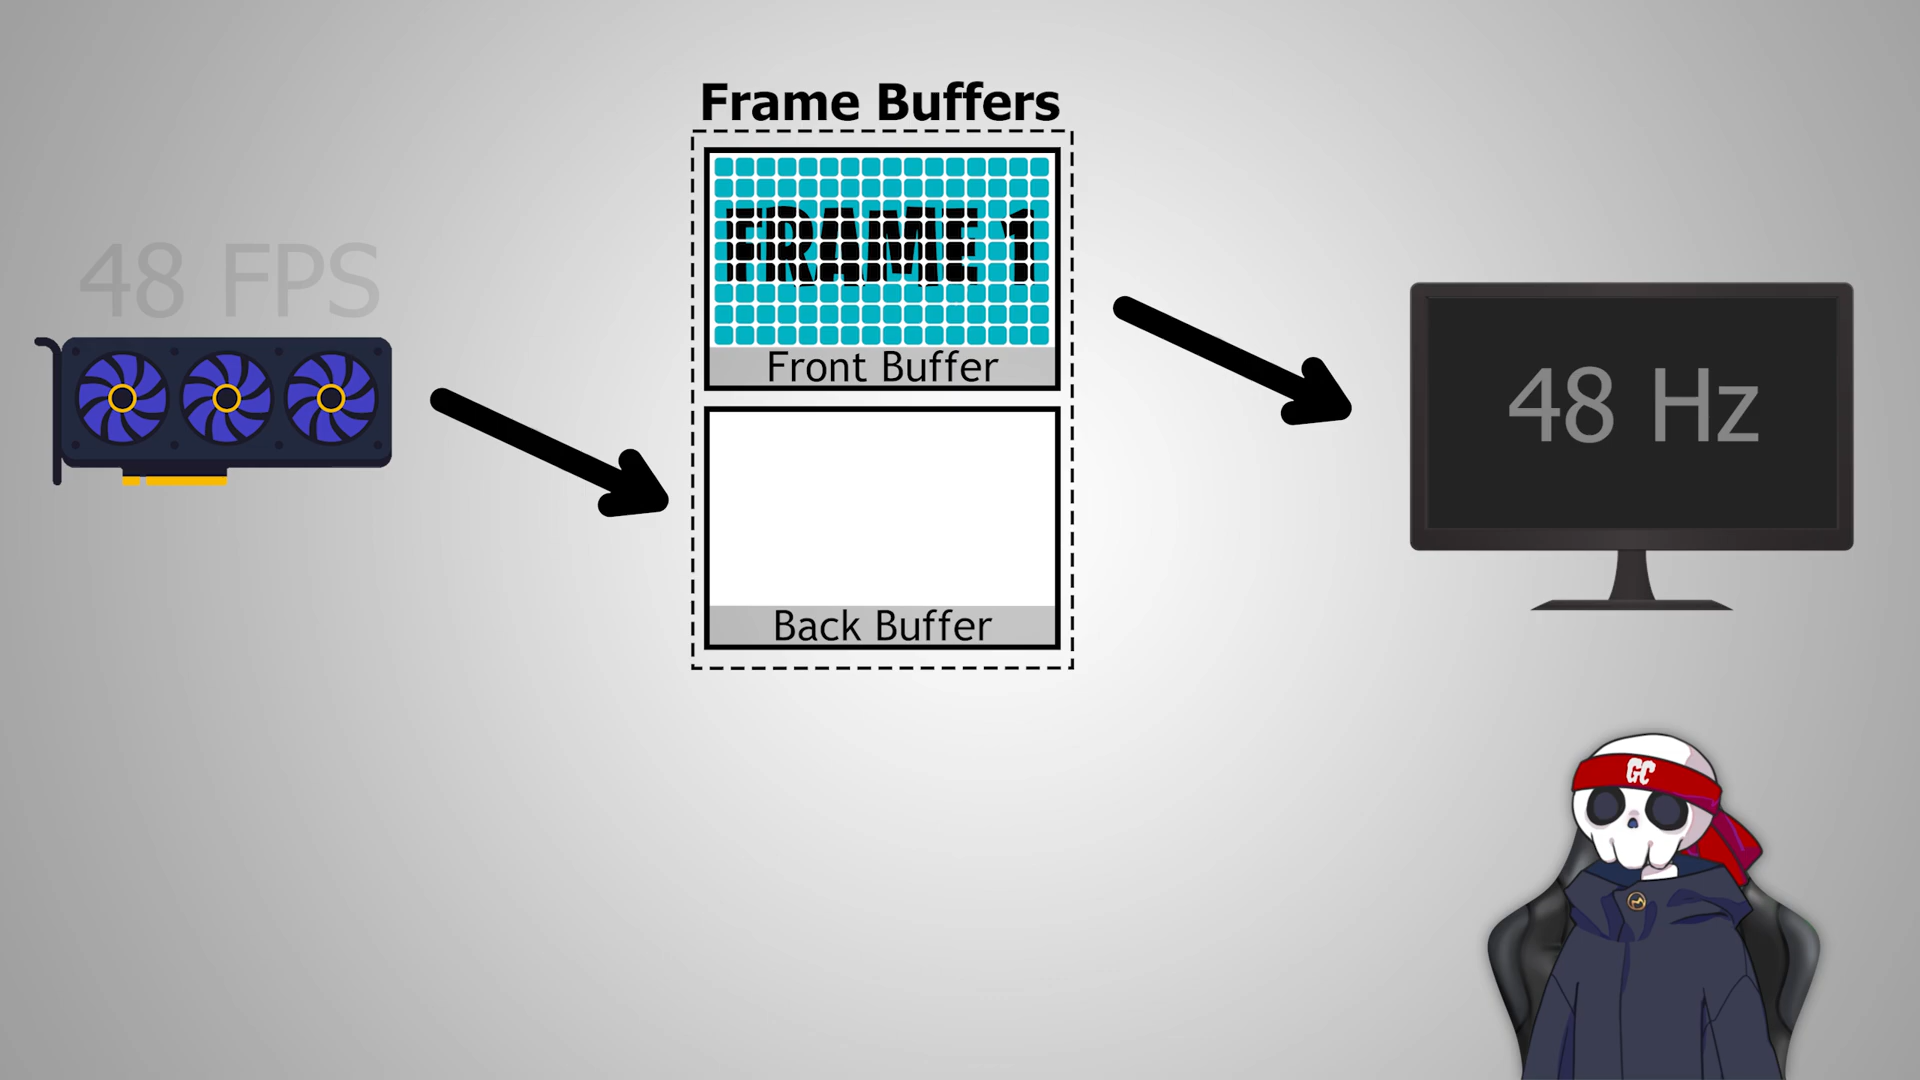 Frame Buffers
48 FPS
FRAME 1
Front Buffer
Back Buffer
48 Hz
GC